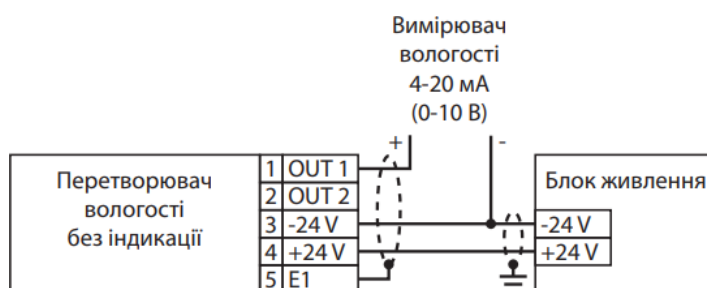 Вимірювач
вологості
4-20 мА
(0-10 В)
+ -
Перетворювач
вологості
без індикації
1 OUT 1
2 OUT 2
3 -24 V
4 +24 V
5 E1
Блок живлення
-24 V
+24 V